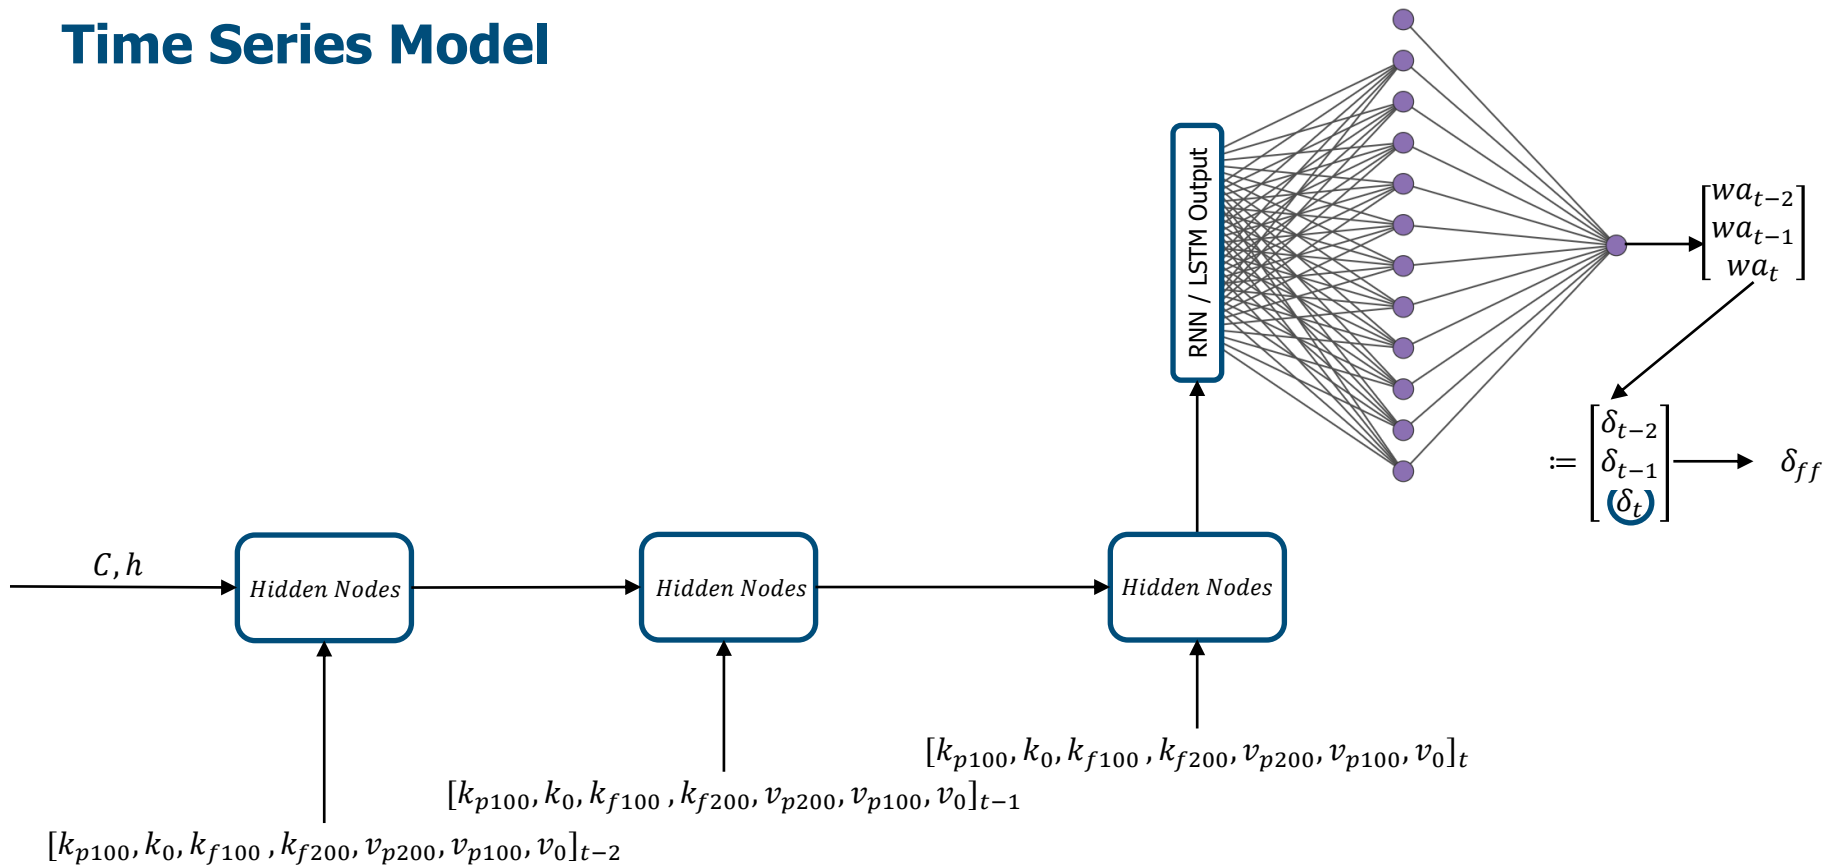 Time Series Model
RNN / LSTM Output
[wa_{t−2}
wa_{t−1}
wa_t]
:= [δ_{t−2}
δ_{t−1}
δ_t]
δ_{ff}
C, h
Hidden Nodes
Hidden Nodes
Hidden Nodes
[k_{p100}, k_0, k_{f100}, k_{f200}, v_{p200}, v_{p100}, v_0]_t
[k_{p100}, k_0, k_{f100}, k_{f200}, v_{p200}, v_{p100}, v_0]_{t−1}
[k_{p100}, k_0, k_{f100}, k_{f200}, v_{p200}, v_{p100}, v_0]_{t−2}